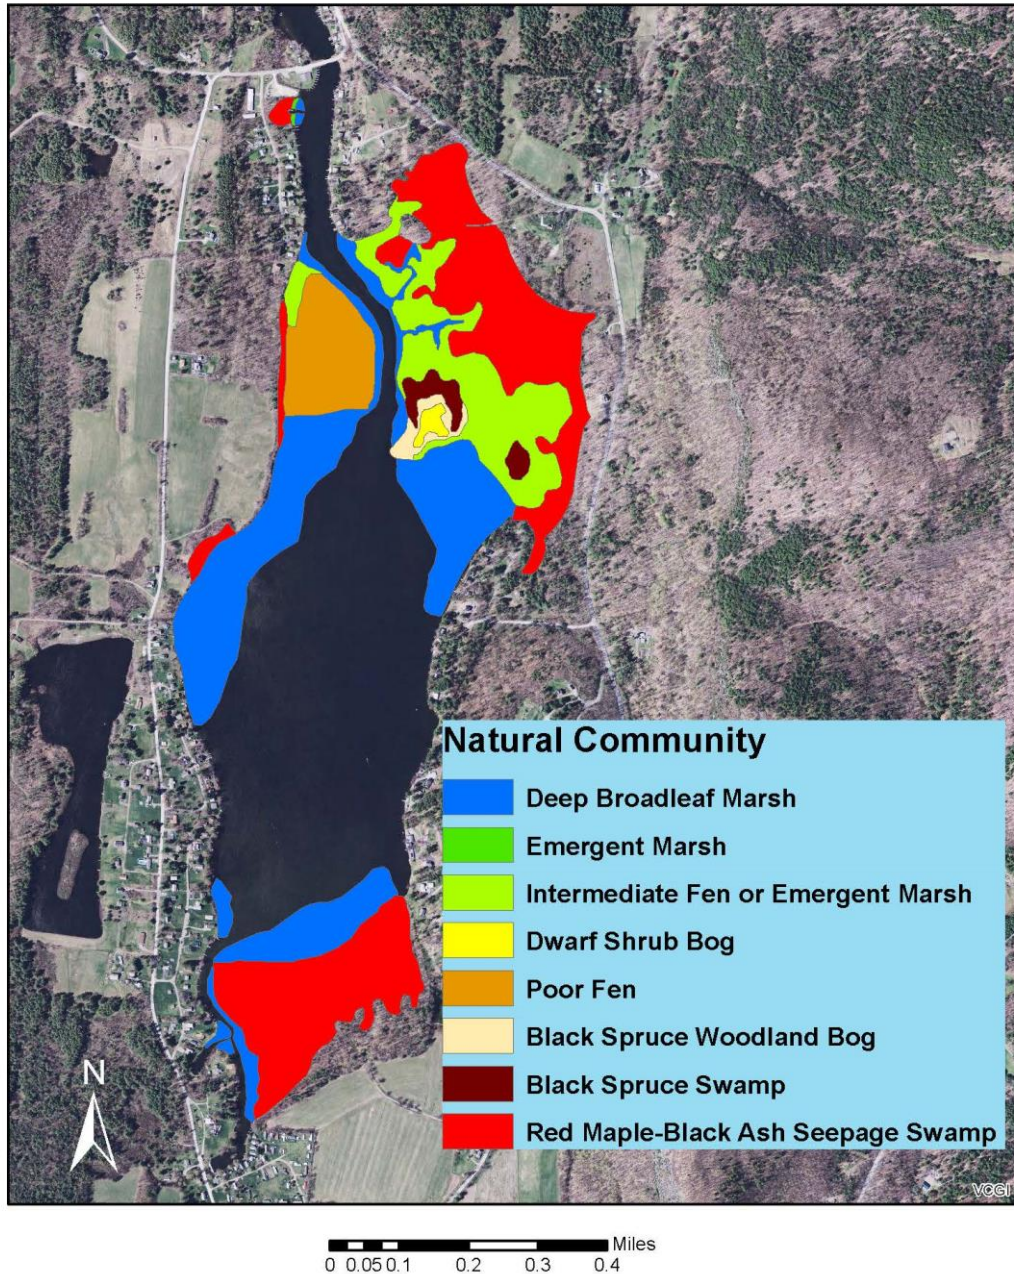 Natural Community
Deep Broadleaf Marsh
Emergent Marsh
Intermediate Fen or Emergent Marsh
Dwarf Shrub Bog
Poor Fen
Black Spruce Woodland Bog
Black Spruce Swamp
Red Maple-Black Ash Seepage Swamp
N
VCGI
Miles
0 0.05 0.1 0.2 0.3 0.4